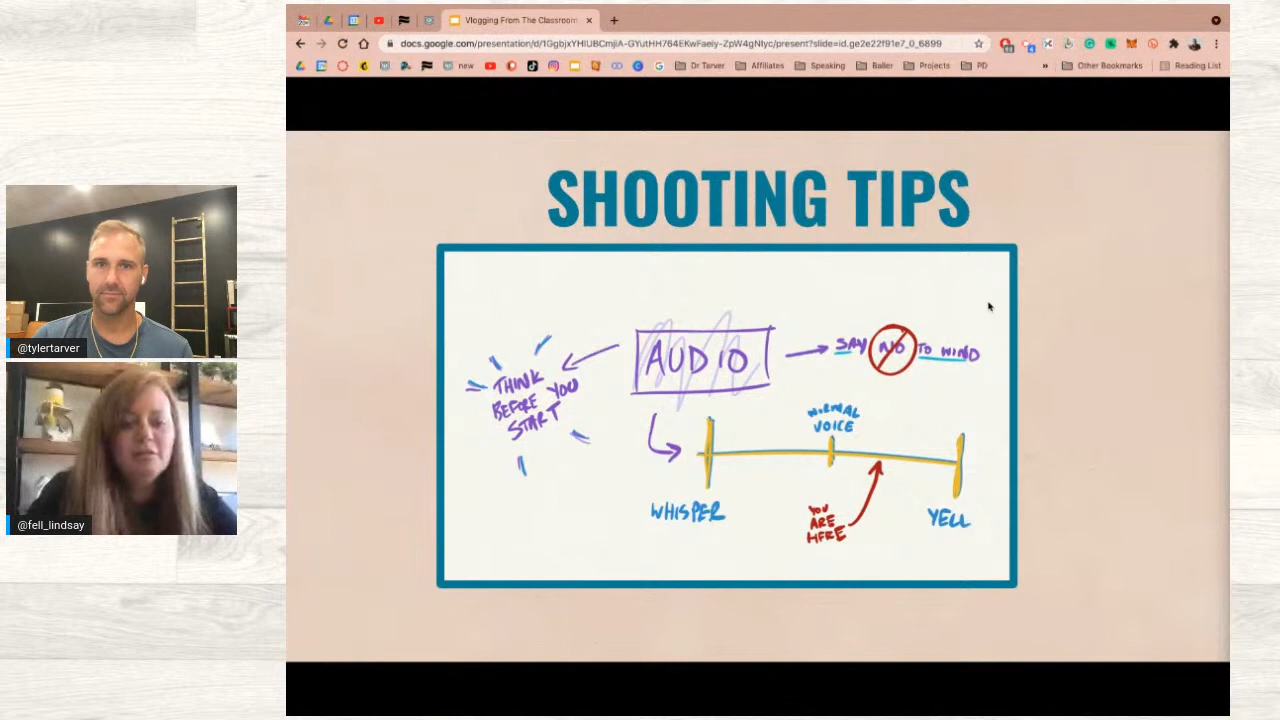 Vlogging From The Classroom
docs.google.com/presentation/d/1GgbjxYHlUBCmjiA-GYutHH764EKwFaeiy-ZpW4gNlyc/present?slide=id.ge2e22f91e7_0_6899
new
Dr Tarver
Affiliates
Speaking
Baller
Projects
PD
»
Other Bookmarks
Reading List
SHOOTING TIPS
AUDIO
SAY NO TO WIND
THINK
BEFORE YOU
START
NORMAL
VOICE
WHISPER
YOU
ARE
HERE
YELL
@tylertarver
@fell_lindsay